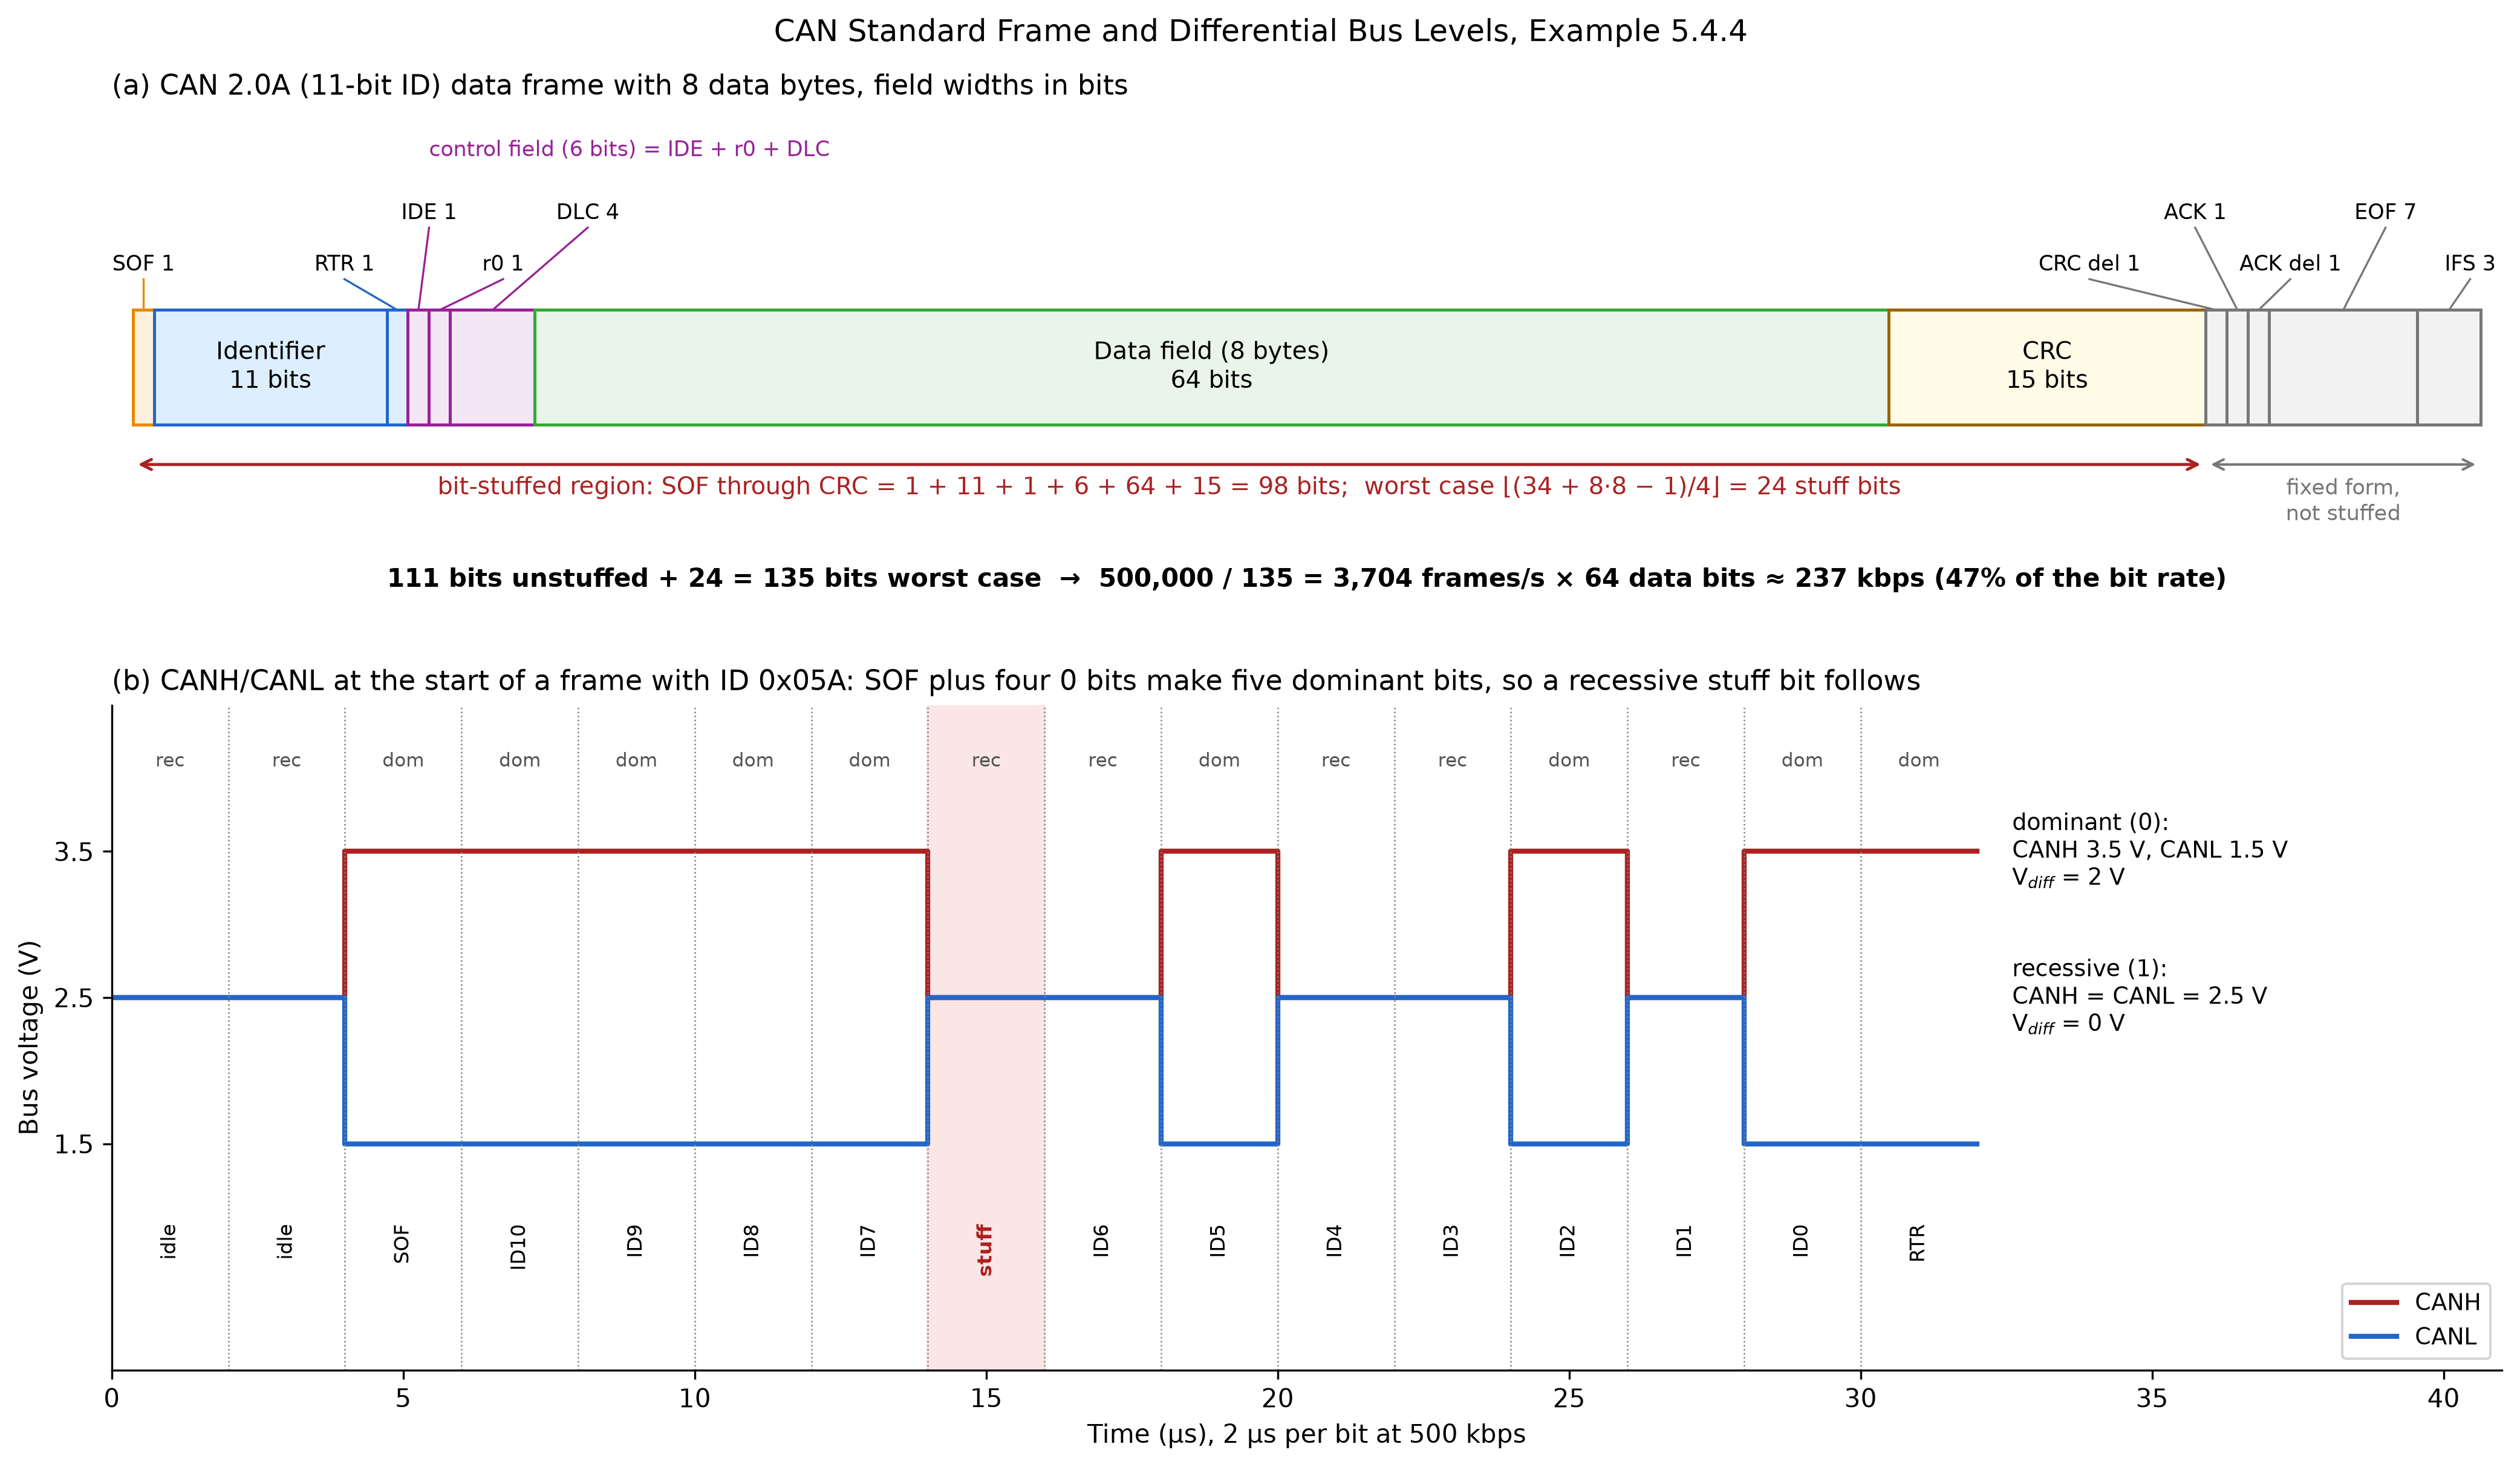 CAN Standard Frame and Differential Bus Levels, Example 5.4.4
(a) CAN 2.0A (11-bit ID) data frame with 8 data bytes, field widths in bits
control field (6 bits) = IDE + r0 + DLC
IDE 1
DLC 4
ACK 1
EOF 7
SOF 1
RTR 1
r0 1
CRC del 1
ACK del 1
IFS 3
Identifier
11 bits
Data field (8 bytes)
64 bits
CRC
15 bits
bit-stuffed region: SOF through CRC = 1 + 11 + 1 + 6 + 64 + 15 = 98 bits; worst case ⌊(34 + 8·8 − 1)/4⌋ = 24 stuff bits
fixed form,
not stuffed
111 bits unstuffed + 24 = 135 bits worst case → 500,000 / 135 = 3,704 frames/s × 64 data bits ≈ 237 kbps (47% of the bit rate)
(b) CANH/CANL at the start of a frame with ID 0x05A: SOF plus four 0 bits make five dominant bits, so a recessive stuff bit follows
rec rec dom dom dom dom dom rec rec dom rec rec dom rec dom dom
dominant (0):
CANH 3.5 V, CANL 1.5 V
Vdiff = 2 V
recessive (1):
CANH = CANL = 2.5 V
Vdiff = 0 V
Bus voltage (V)
3.5
2.5
1.5
idle idle SOF ID10 ID9 ID8 ID7 stuff ID6 ID5 ID4 ID3 ID2 ID1 ID0 RTR
CANH
CANL
0 5 10 15 20 25 30 35 40
Time (µs), 2 µs per bit at 500 kbps